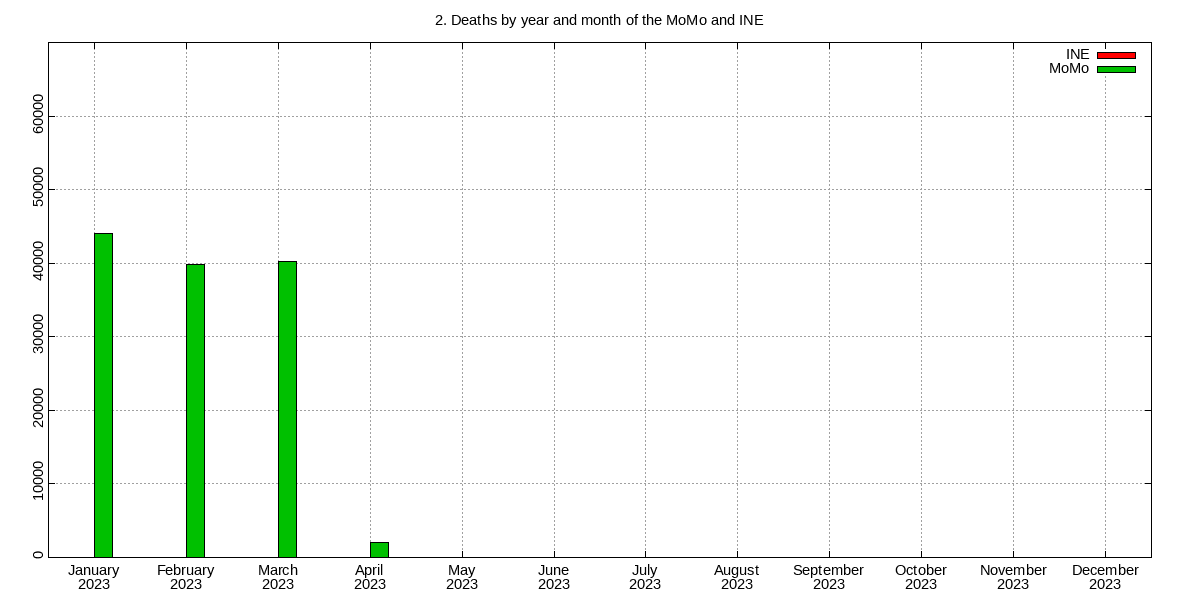 2. Deaths by year and month of the MoMo and INE
INE
MoMo
60000
50000
40000
30000
20000
10000
0
January February March April May June July August September October November December
2023 2023 2023 2023 2023 2023 2023 2023 2023 2023 2023 2023